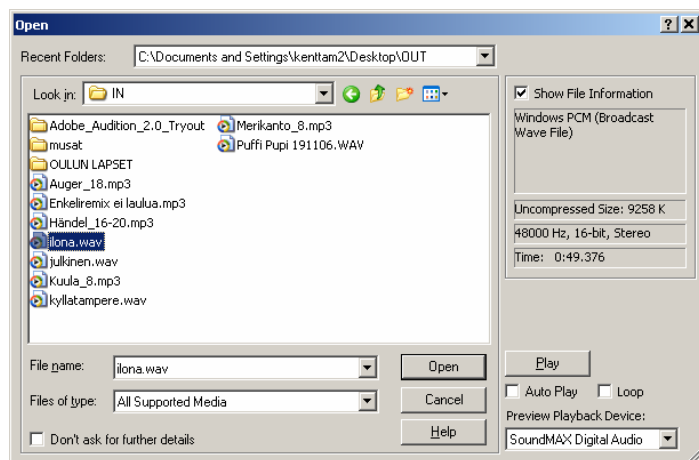 Open
Recent Folders: C:\Documents and Settings\kenttam2\Desktop\OUT
Look in: IN
Adobe_Audition_2.0_Tryout
musat
OULUN LAPSET
Auger_18.mp3
Enkeliremix ei laulua.mp3
Händel_16-20.mp3
ilona.wav
julkinen.wav
Kuula_8.mp3
kyllatampere.wav
Merikanto_8.mp3
Puffi Pupi 191106.WAV
File name: ilona.wav
Files of type: All Supported Media
Don't ask for further details
Open
Cancel
Help
Show File Information
Windows PCM (Broadcast
Wave File)
Uncompressed Size: 9258 K
48000 Hz, 16-bit, Stereo
Time: 0:49.376
Play
Auto Play Loop
Preview Playback Device:
SoundMAX Digital Audio